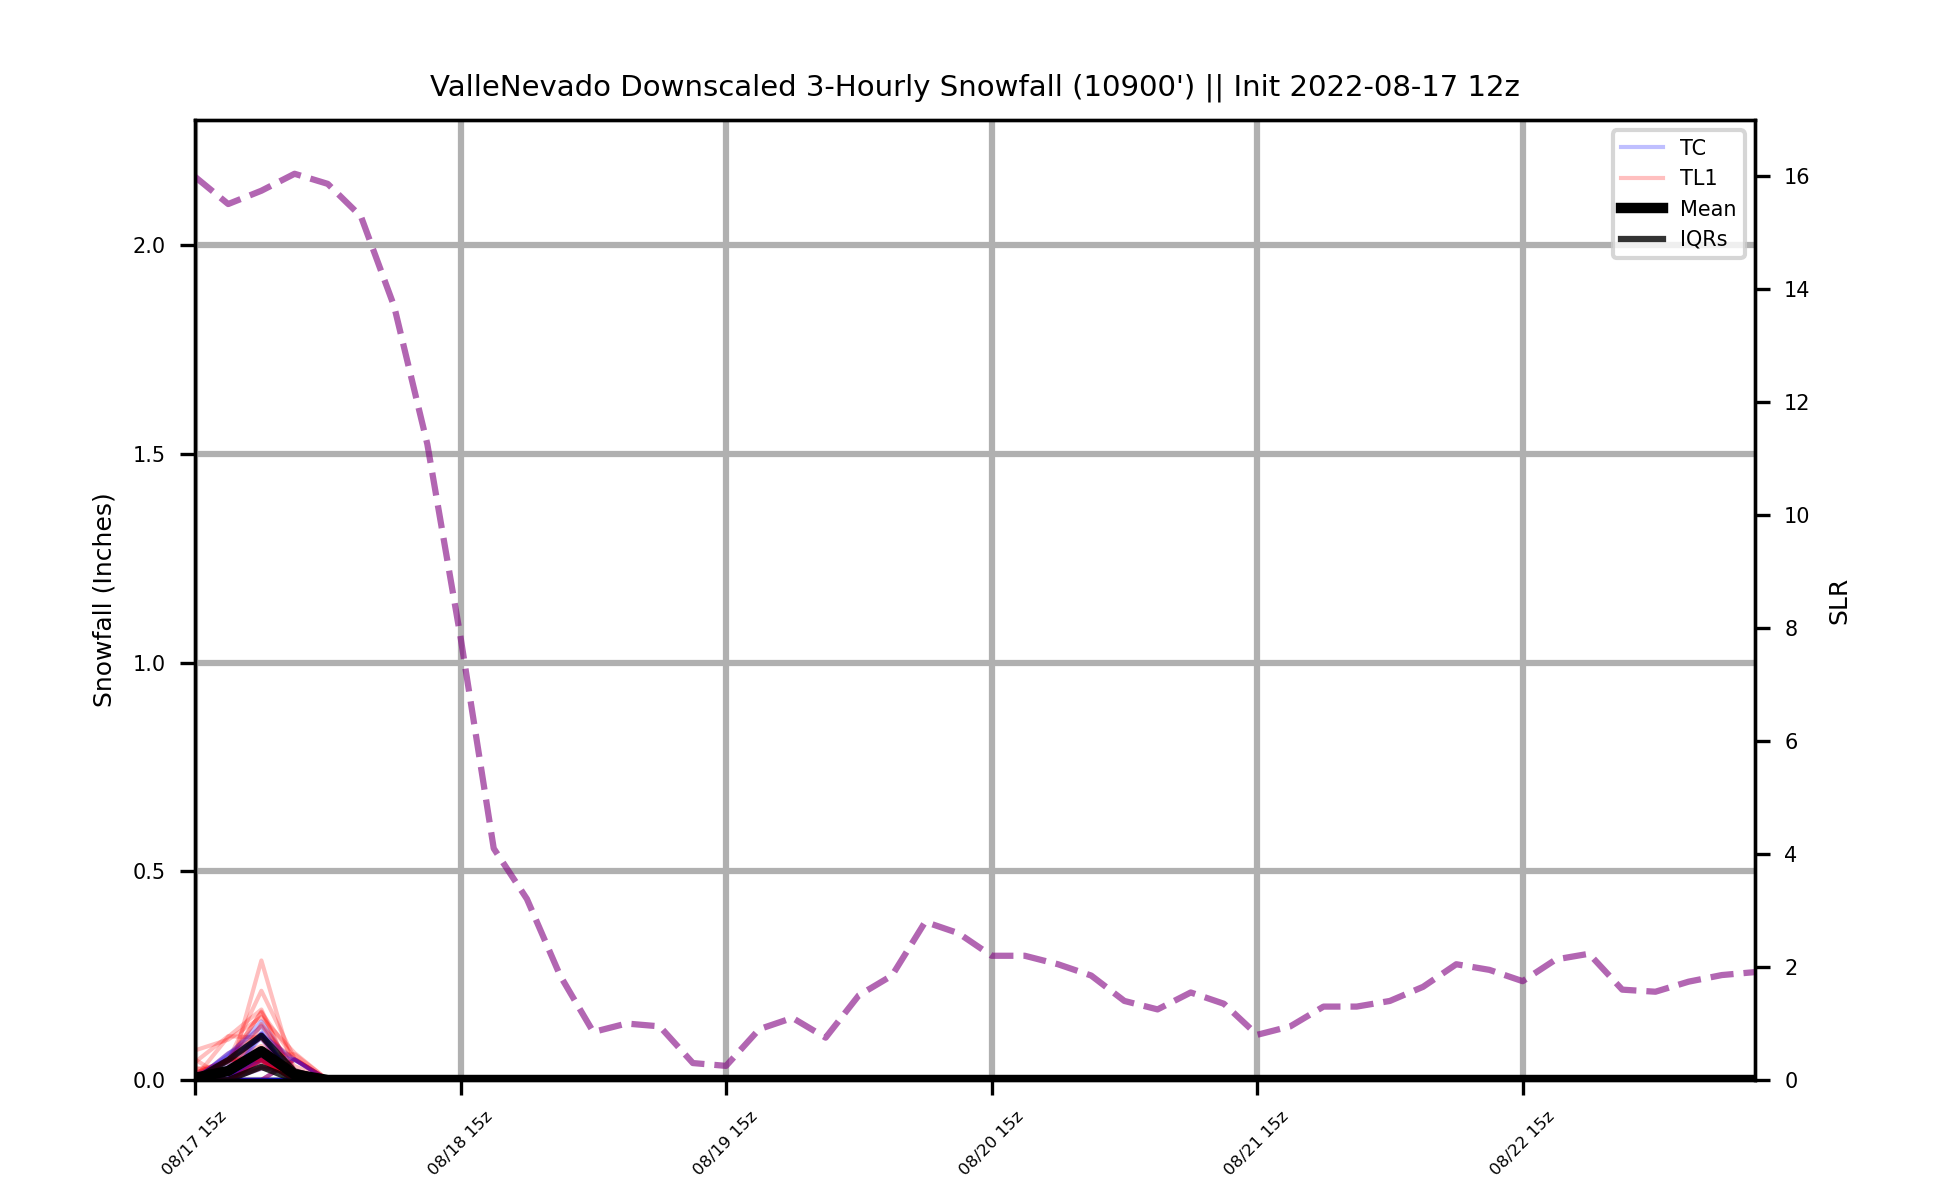 ValleNevado Downscaled 3-Hourly Snowfall (10900') || Init 2022-08-17 12z
TC
TL1
Mean
IQRs
Snowfall (Inches)
2.0
1.5
1.0
0.5
0.0
16
14
12
10
8
6
4
2
0
SLR
08/17 15z
08/18 15z
08/19 15z
08/20 15z
08/21 15z
08/22 15z